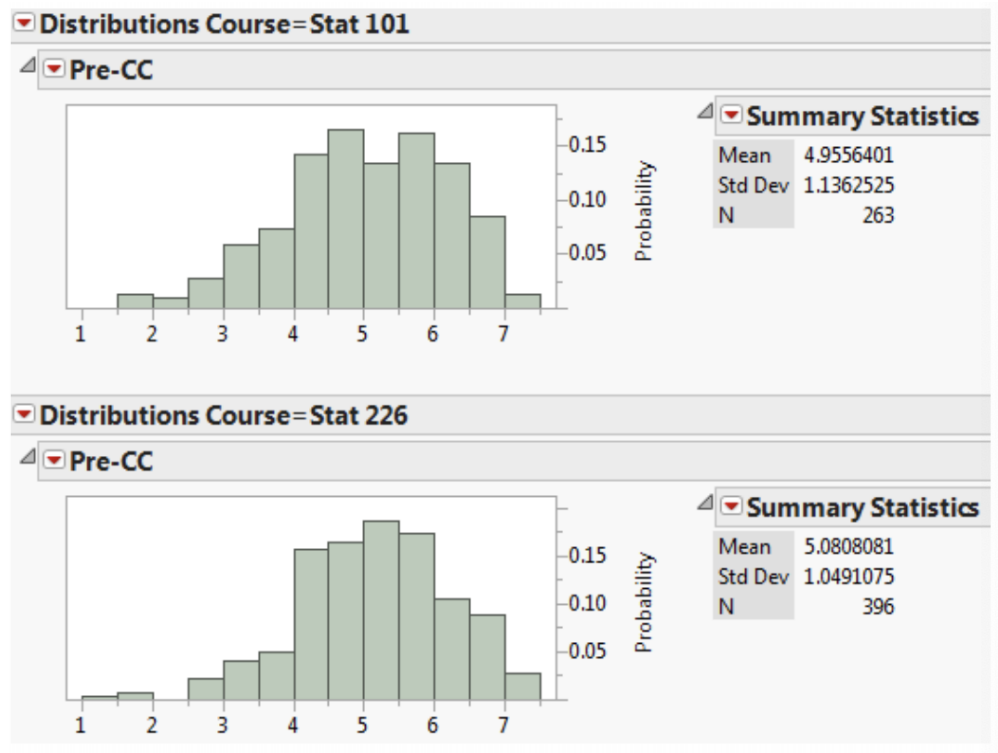 Distributions Course=Stat 101
Pre-CC
0.15
0.10
0.05
Probability
1 2 3 4 5 6 7
Summary Statistics
Mean 4.9556401
Std Dev 1.1362525
N 263
Distributions Course=Stat 226
Pre-CC
0.15
0.10
0.05
Probability
1 2 3 4 5 6 7
Summary Statistics
Mean 5.0808081
Std Dev 1.0491075
N 396